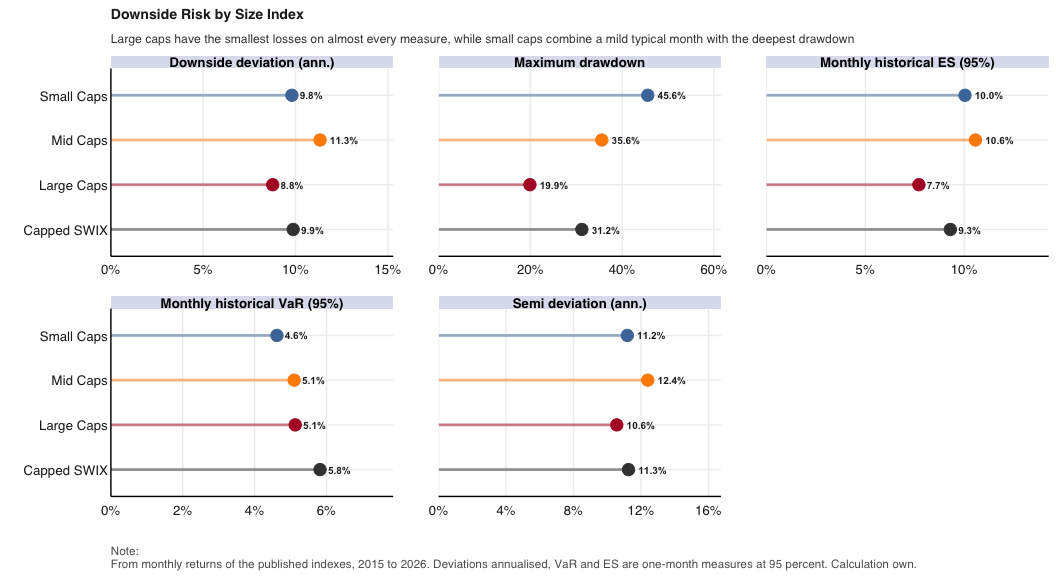 Downside Risk by Size Index
Large caps have the smallest losses on almost every measure, while small caps combine a mild typical month with the deepest drawdown
Downside deviation (ann.)
Small Caps 9.8%
Mid Caps 11.3%
Large Caps 8.8%
Capped SWIX 9.9%
0% 5% 10% 15%
Maximum drawdown
45.6%
35.6%
19.9%
31.2%
0% 20% 40% 60%
Monthly historical ES (95%)
10.0%
10.6%
7.7%
9.3%
0% 5% 10%
Monthly historical VaR (95%)
Small Caps 4.6%
Mid Caps 5.1%
Large Caps 5.1%
Capped SWIX 5.8%
0% 2% 4% 6%
Semi deviation (ann.)
11.2%
12.4%
10.6%
11.3%
0% 4% 8% 12% 16%
Note:
From monthly returns of the published indexes, 2015 to 2026. Deviations annualised, VaR and ES are one-month measures at 95 percent. Calculation own.